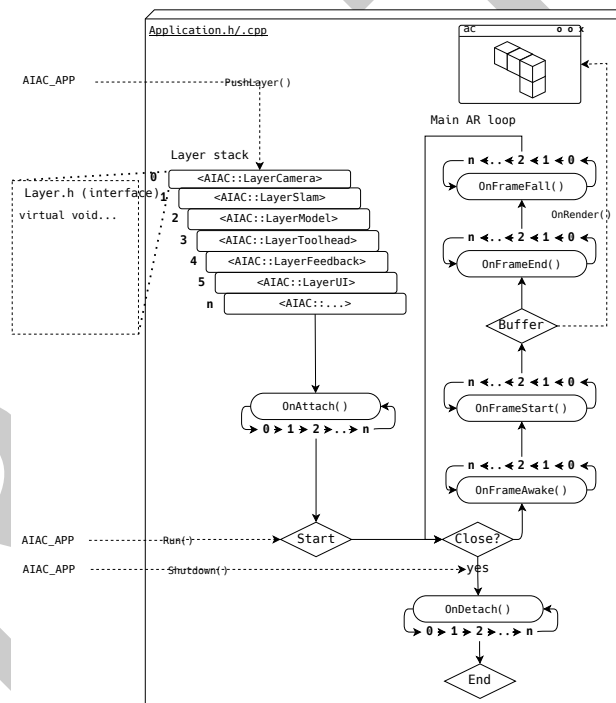 Application.h/.cpp
ac
o o x
AIAC_APP
PushLayer()
Main AR loop
Layer stack
0 <AIAC::LayerCamera>
Layer.h (interface)
virtual void...
1 <AIAC::LayerSlam>
2 <AIAC::LayerModel>
3 <AIAC::LayerToolhead>
4 <AIAC::LayerFeedback>
5 <AIAC::LayerUI>
n <AIAC::...>
n .. 2 1 0
OnFrameFall()
OnRender()
n .. 2 1 0
OnFrameEnd()
Buffer
n .. 2 1 0
OnFrameStart()
n .. 2 1 0
OnFrameAwake()
OnAttach()
0 1 2 .. n
AIAC_APP
Run()
Start
Close?
AIAC_APP
Shutdown()
yes
OnDetach()
0 1 2 .. n
End